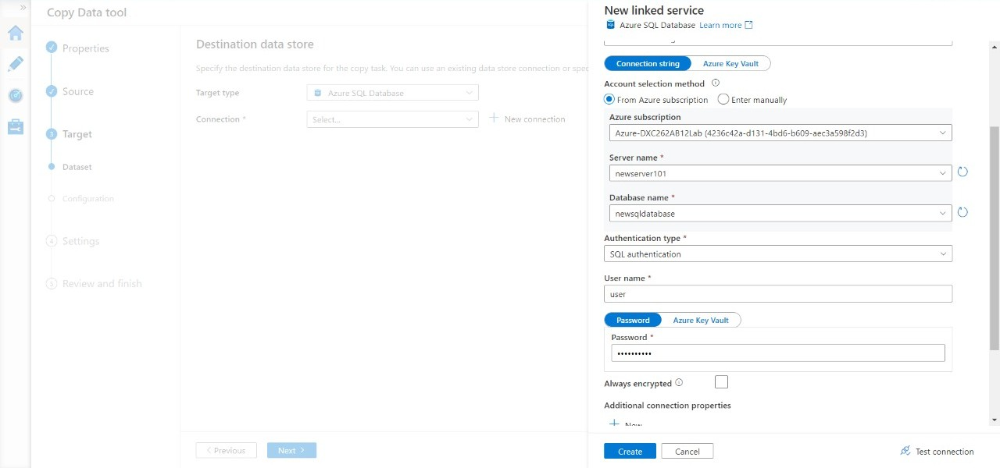 »
Copy Data tool
Properties
Source
3 Target
Dataset
Configuration
4 Settings
5 Review and finish
Destination data store
Specify the destination data store for the copy task. You can use an existing data store connection or spec
Target type
Azure SQL Database
Connection *
Select...
+ New connection
< Previous
Next >
New linked service
Azure SQL Database Learn more
Connection string
Azure Key Vault
Account selection method
From Azure subscription
Enter manually
Azure subscription
Azure-DXC262AB12Lab (4236c42a-d131-4bd6-b609-aec3a598f2d3)
Server name *
newserver101
Database name *
newsqldatabase
Authentication type *
SQL authentication
User name *
user
Password
Azure Key Vault
Password *
••••••••••
Always encrypted
Additional connection properties
+ New
Create
Cancel
Test connection